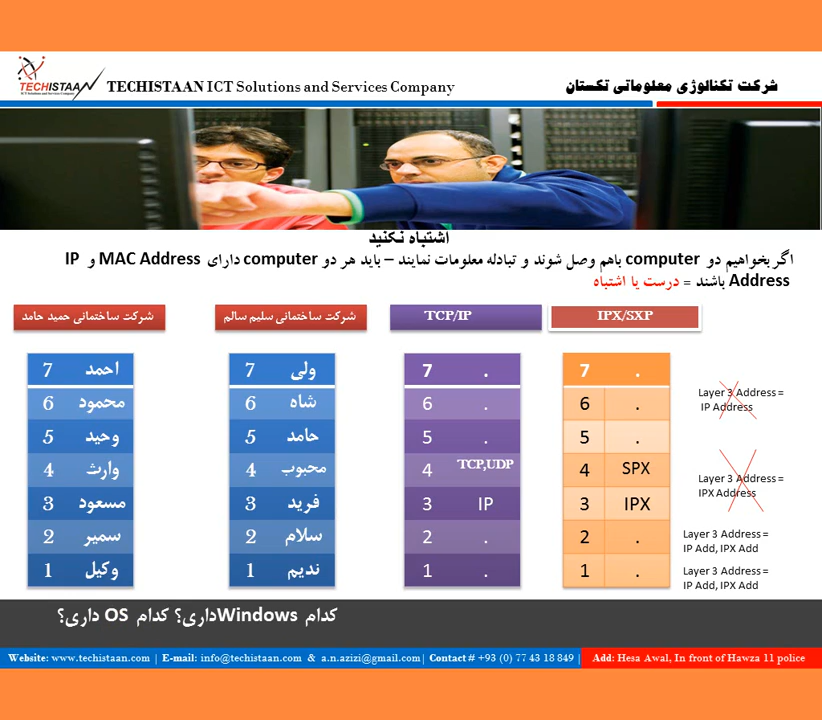 TECHISTAAN
ICT Solutions and Services Company
TECHISTAAN ICT Solutions and Services Company
شرکت تکنالوژی معلوماتی تکستان
اشتباه نکنید
اگر بخواهیم دو computer باهم وصل شوند و تبادله معلومات نمایند – باید هر دو computer دارای MAC Address و IP
Address باشند = درست یا اشتباه
شرکت ساختمانی حمید حامد
7 احمد
6 محمود
5 وحید
4 وارث
3 مسعود
2 سمیر
1 وکیل
شرکت ساختمانی سلیم سالم
7 ولی
6 شاه
5 حامد
4 محبوب
3 فرید
2 سلام
1 ندیم
TCP/IP
7 .
6 .
5 .
4 TCP,UDP
3 IP
2 .
1 .
IPX/SXP
7 .
6 .
5 .
4 SPX
3 IPX
2 .
1 .
Layer 3 Address =
IP Address
Layer 3 Address =
IPX Address
Layer 3 Address =
IP Add, IPX Add
Layer 3 Address =
IP Add, IPX Add
کدام Windowsداری؟ کدام OS داری؟
Website: www.techistaan.com | E-mail: info@techistaan.com & a.n.azizi@gmail.com| Contact # +93 (0) 77 43 18 849 | Add: Hesa Awal, In front of Hawza 11 police